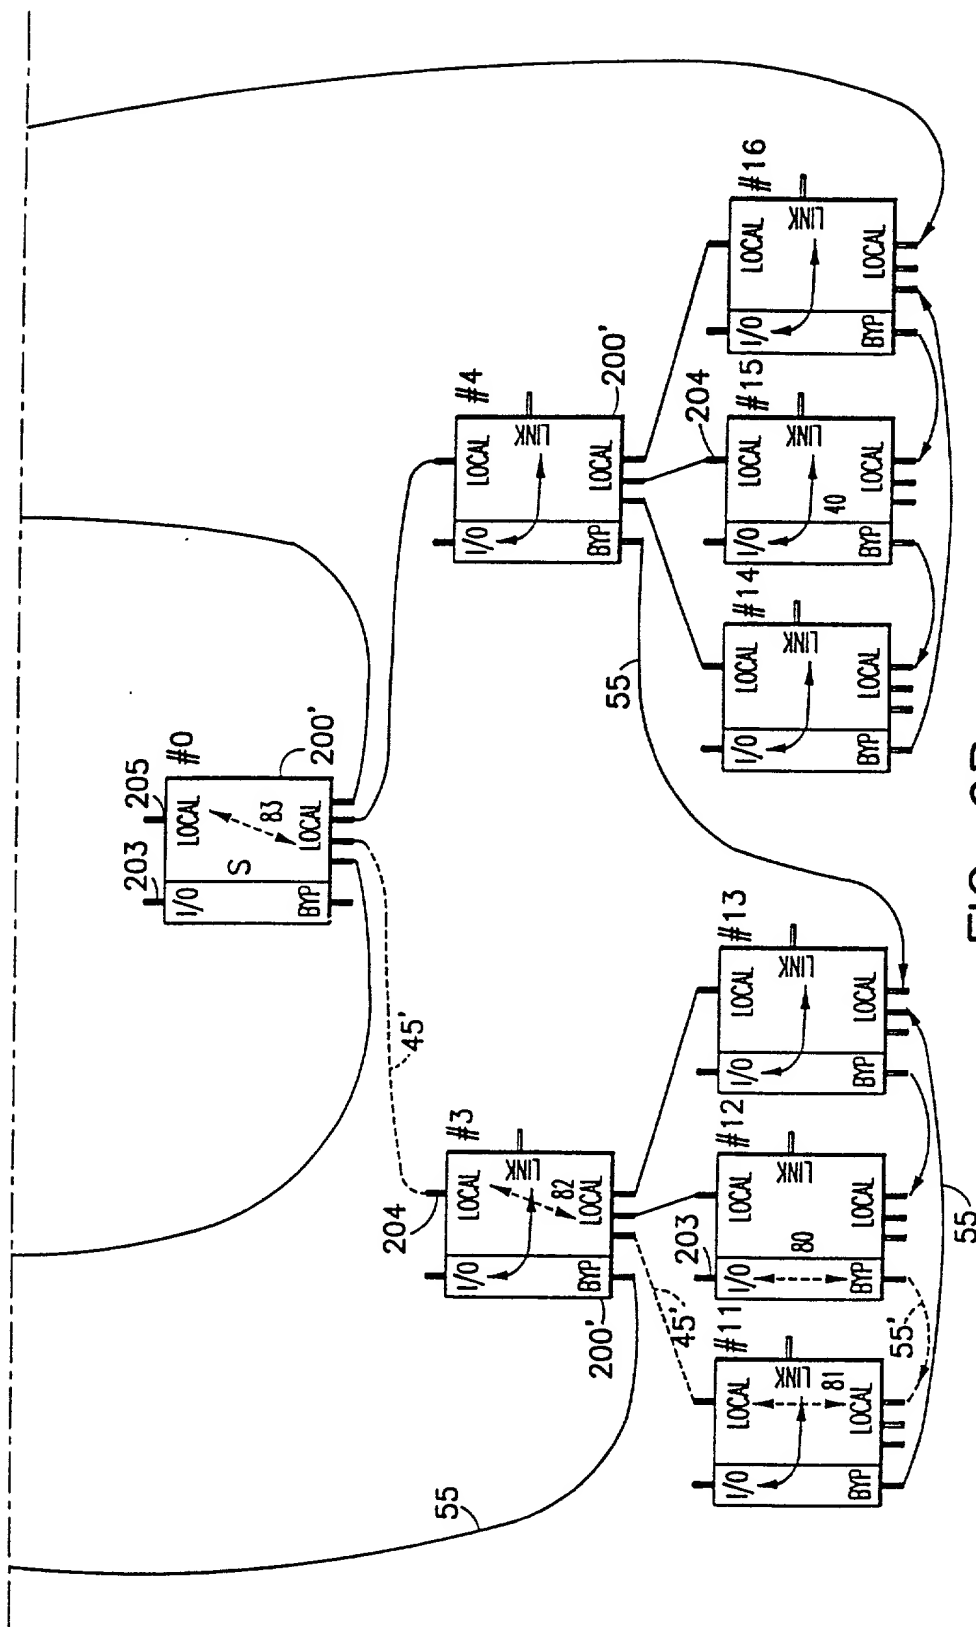 203
205
#0
I/O
LOCAL
S
83
BYP
LOCAL
200'
45'
204
#3
I/O
LOCAL
LINK
82
BYP
LOCAL
200'
#4
I/O
LOCAL
LINK
BYP
LOCAL
200'
55
45'
55
#11
I/O
LOCAL
LINK
81
BYP
LOCAL
203
#12
I/O
LOCAL
LINK
80
BYP
LOCAL
55'
#13
I/O
LOCAL
LINK
BYP
LOCAL
55
#14
I/O
LOCAL
LINK
BYP
LOCAL
204
#15
I/O
LOCAL
LINK
40
BYP
LOCAL
#16
I/O
LOCAL
LINK
BYP
LOCAL